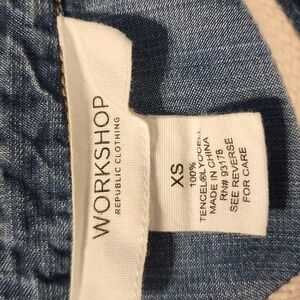 WORKSHOP
REPUBLIC CLOTHING
XS
100%
TENCEL®LYOCELL
MADE IN CHINA
RN# 93178
SEE REVERSE
FOR CARE